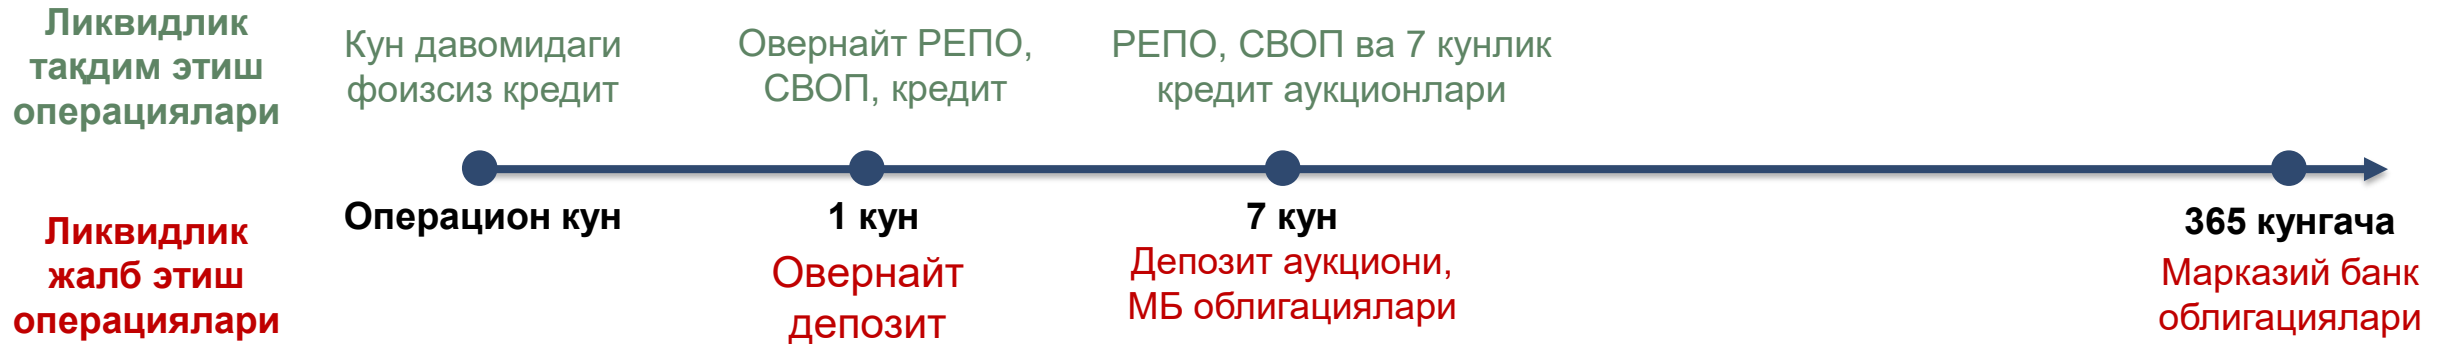 Ликвидлик
тақдим этиш
операциялари
Кун давомидаги
фоизсиз кредит
Овернайт РЕПО,
СВОП, кредит
РЕПО, СВОП ва 7 кунлик
кредит аукционлари
Операцион кун
1 кун
7 кун
365 кунгача
Ликвидлик
жалб этиш
операциялари
Овернайт
депозит
Депозит аукциони,
МБ облигациялари
Марказий банк
облигациялари